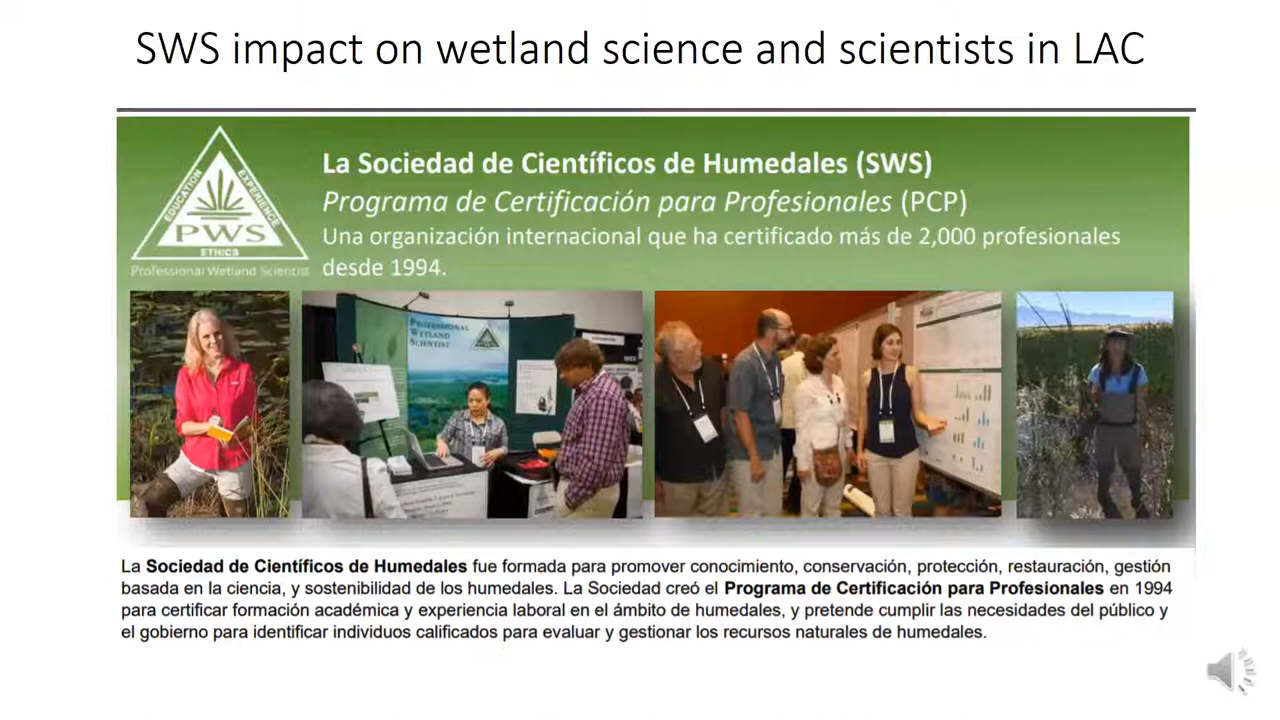 SWS impact on wetland science and scientists in LAC
EDUCATION
EXPERIENCE
PWS
ETHICS
Professional Wetland Scientist
La Sociedad de Científicos de Humedales (SWS)
Programa de Certificación para Profesionales (PCP)
Una organización internacional que ha certificado más de 2,000 profesionales
desde 1994.
PROFESSIONAL
WETLAND
SCIENTIST
La Sociedad de Científicos de Humedales fue formada para promover conocimiento, conservación, protección, restauración, gestión
basada en la ciencia, y sostenibilidad de los humedales. La Sociedad creó el Programa de Certificación para Profesionales en 1994
para certificar formación académica y experiencia laboral en el ámbito de humedales, y pretende cumplir las necesidades del público y
el gobierno para identificar individuos calificados para evaluar y gestionar los recursos naturales de humedales.